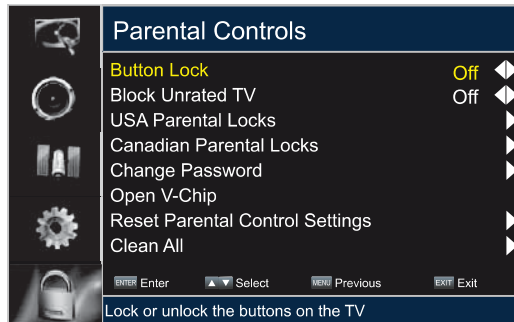 Parental Controls
Button Lock Off
Block Unrated TV Off
USA Parental Locks
Canadian Parental Locks
Change Password
Open V-Chip
Reset Parental Control Settings
Clean All
ENTER Enter Select MENU Previous EXIT Exit
Lock or unlock the buttons on the TV